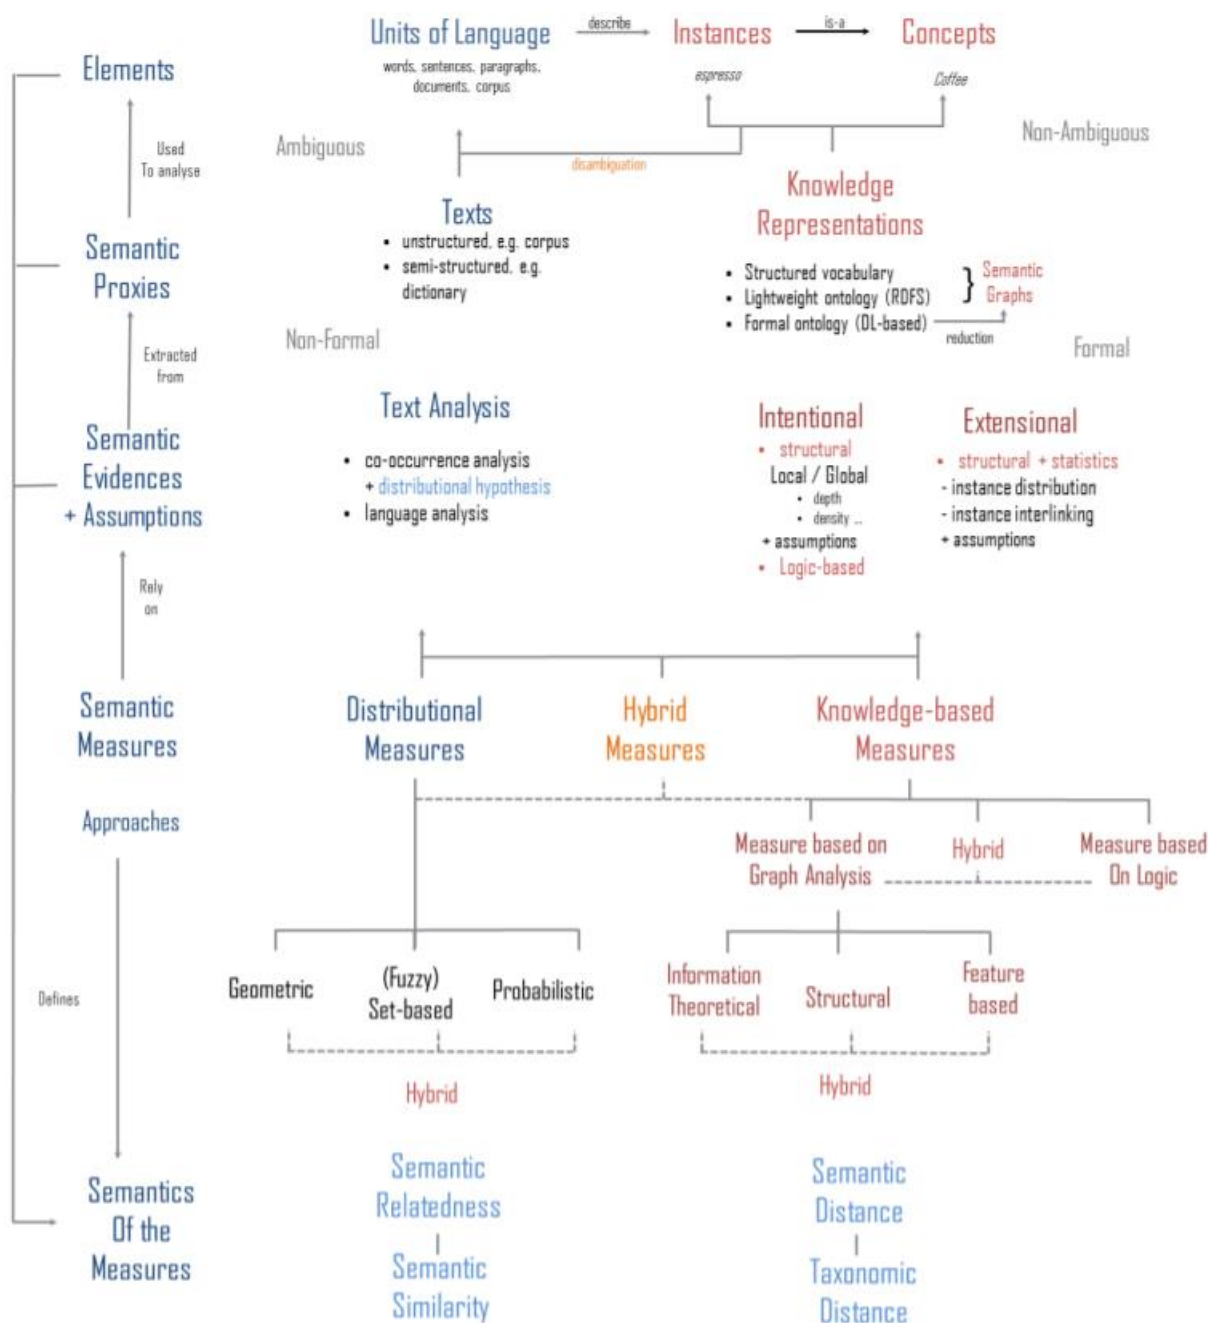 Units of Language
describe
Instances
is-a
Concepts
words, sentences, paragraphs,
documents, corpus
espresso
Coffee
Elements
Ambiguous
Non-Ambiguous
Used
To analyse
disambiguation
Texts
• unstructured, e.g. corpus
• semi-structured, e.g.
dictionary
Knowledge
Representations
• Structured vocabulary
• Lightweight ontology (RDFS)
• Formal ontology (DL-based)
} Semantic
Graphs
reduction
Semantic
Proxies
Non-Formal
Formal
Extracted
from
Text Analysis
• co-occurrence analysis
+ distributional hypothesis
• language analysis
Intentional
• structural
Local / Global
• depth
• density ...
+ assumptions
• Logic-based
Extensional
• structural + statistics
- instance distribution
- instance interlinking
+ assumptions
Semantic
Evidences
+ Assumptions
Rely
on
Semantic
Measures
Distributional
Measures
Hybrid
Measures
Knowledge-based
Measures
Approaches
Measure based on
Graph Analysis
Hybrid
Measure based
On Logic
Defines
Geometric
(Fuzzy)
Set-based
Probabilistic
Information
Theoretical
Structural
Feature
based
Hybrid
Hybrid
Semantics
Of the
Measures
Semantic
Relatedness
Semantic
Similarity
Semantic
Distance
Taxonomic
Distance